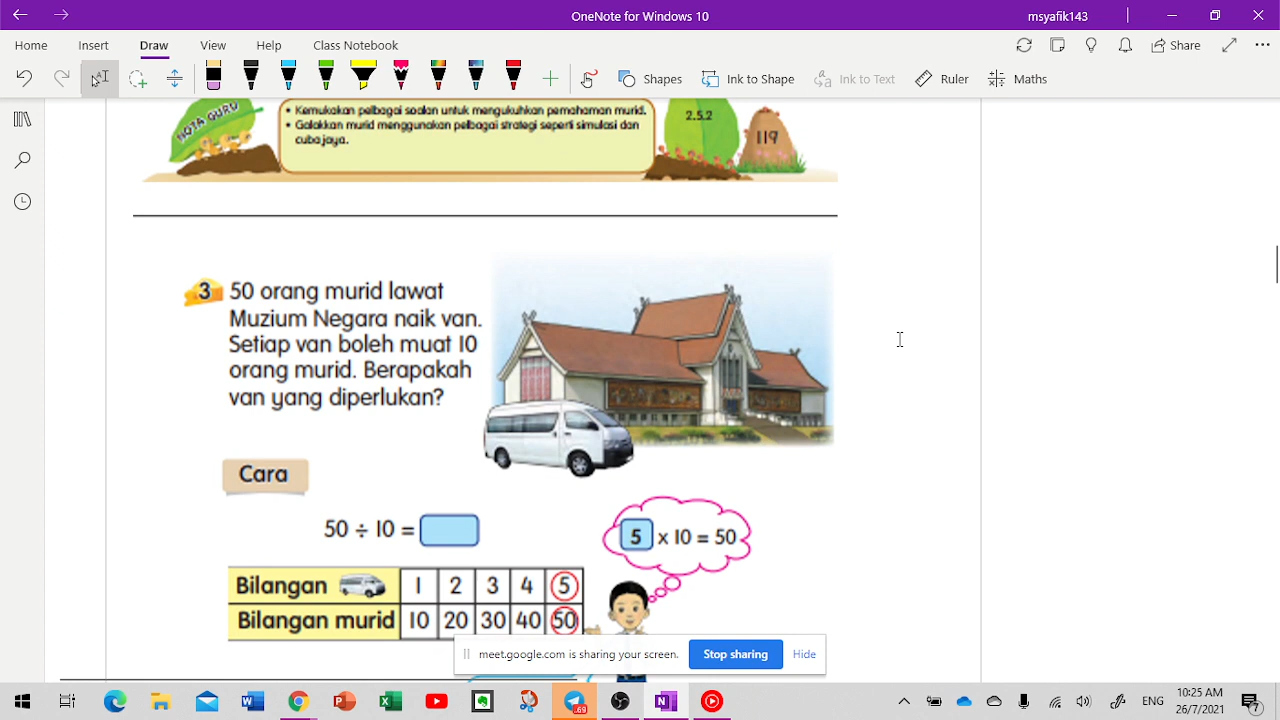 OneNote for Windows 10
msyafik143
Home
Insert
Draw
View
Help
Class Notebook
Share
Shapes
Ink to Shape
Ink to Text
Ruler
Maths
NOTA GURU
• Kemukakan pelbagai soalan untuk mengukuhkan pemahaman murid.
• Galakkan murid menggunakan pelbagai strategi seperti simulasi dan
cuba jaya.
2.5.2
119
3
50 orang murid lawat
Muzium Negara naik van.
Setiap van boleh muat 10
orang murid. Berapakah
van yang diperlukan?
Cara
50 ÷ 10 =
5 x 10 = 50
Bilangan 1 2 3 4 5
Bilangan murid 10 20 30 40 50
meet.google.com is sharing your screen.
Stop sharing
Hide
.69
ENG
6:25 AM
26/7/2021
7